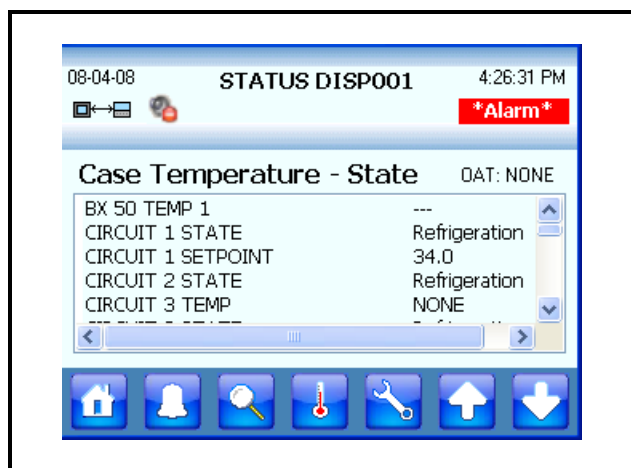 08-04-08 STATUS DISP001 4:26:31 PM
*Alarm*
Case Temperature - State OAT: NONE
BX 50 TEMP 1 ---
CIRCUIT 1 STATE Refrigeration
CIRCUIT 1 SETPOINT 34.0
CIRCUIT 2 STATE Refrigeration
CIRCUIT 3 TEMP NONE